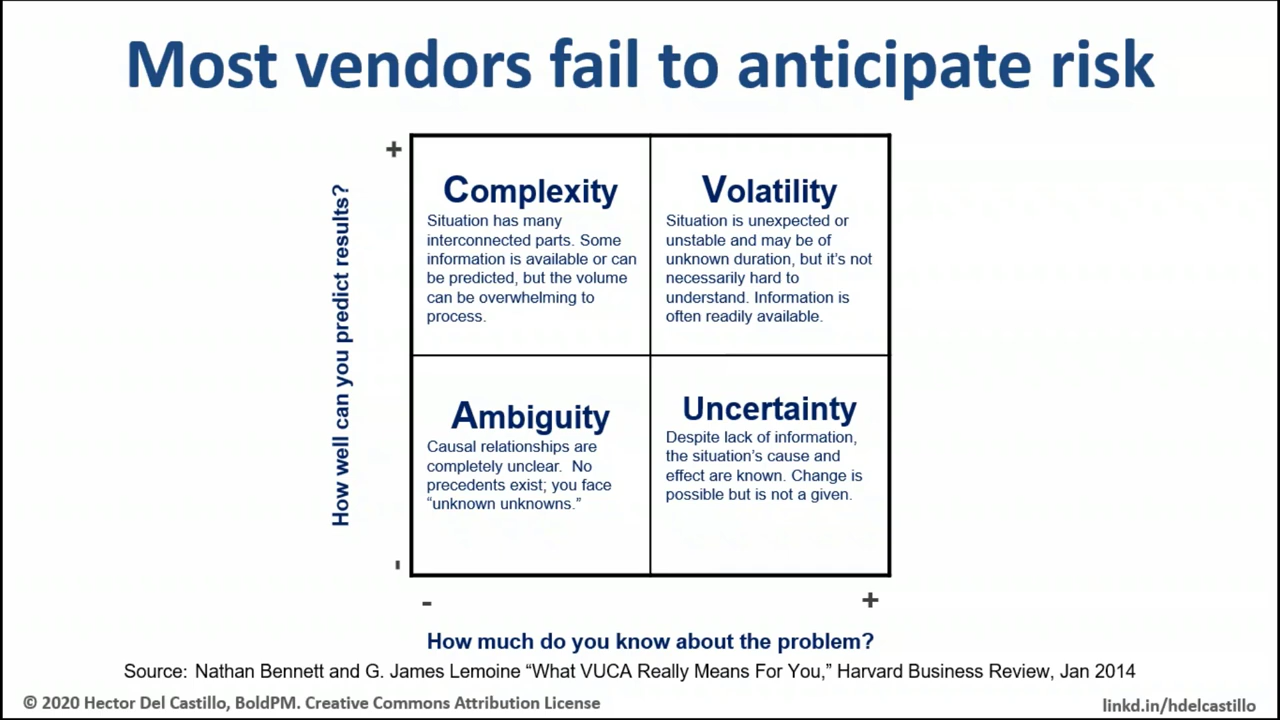 Most vendors fail to anticipate risk
+
How well can you predict results?
-
Complexity
Situation has many
interconnected parts. Some
information is available or can
be predicted, but the volume
can be overwhelming to
process.
Volatility
Situation is unexpected or
unstable and may be of
unknown duration, but it’s not
necessarily hard to
understand. Information is
often readily available.
Ambiguity
Causal relationships are
completely unclear.  No
precedents exist; you face
“unknown unknowns.”
Uncertainty
Despite lack of information,
the situation’s cause and
effect are known. Change is
possible but is not a given.
- +
How much do you know about the problem?
Source: Nathan Bennett and G. James Lemoine “What VUCA Really Means For You,” Harvard Business Review, Jan 2014
© 2020 Hector Del Castillo, BoldPM. Creative Commons Attribution License
linkd.in/hdelcastillo